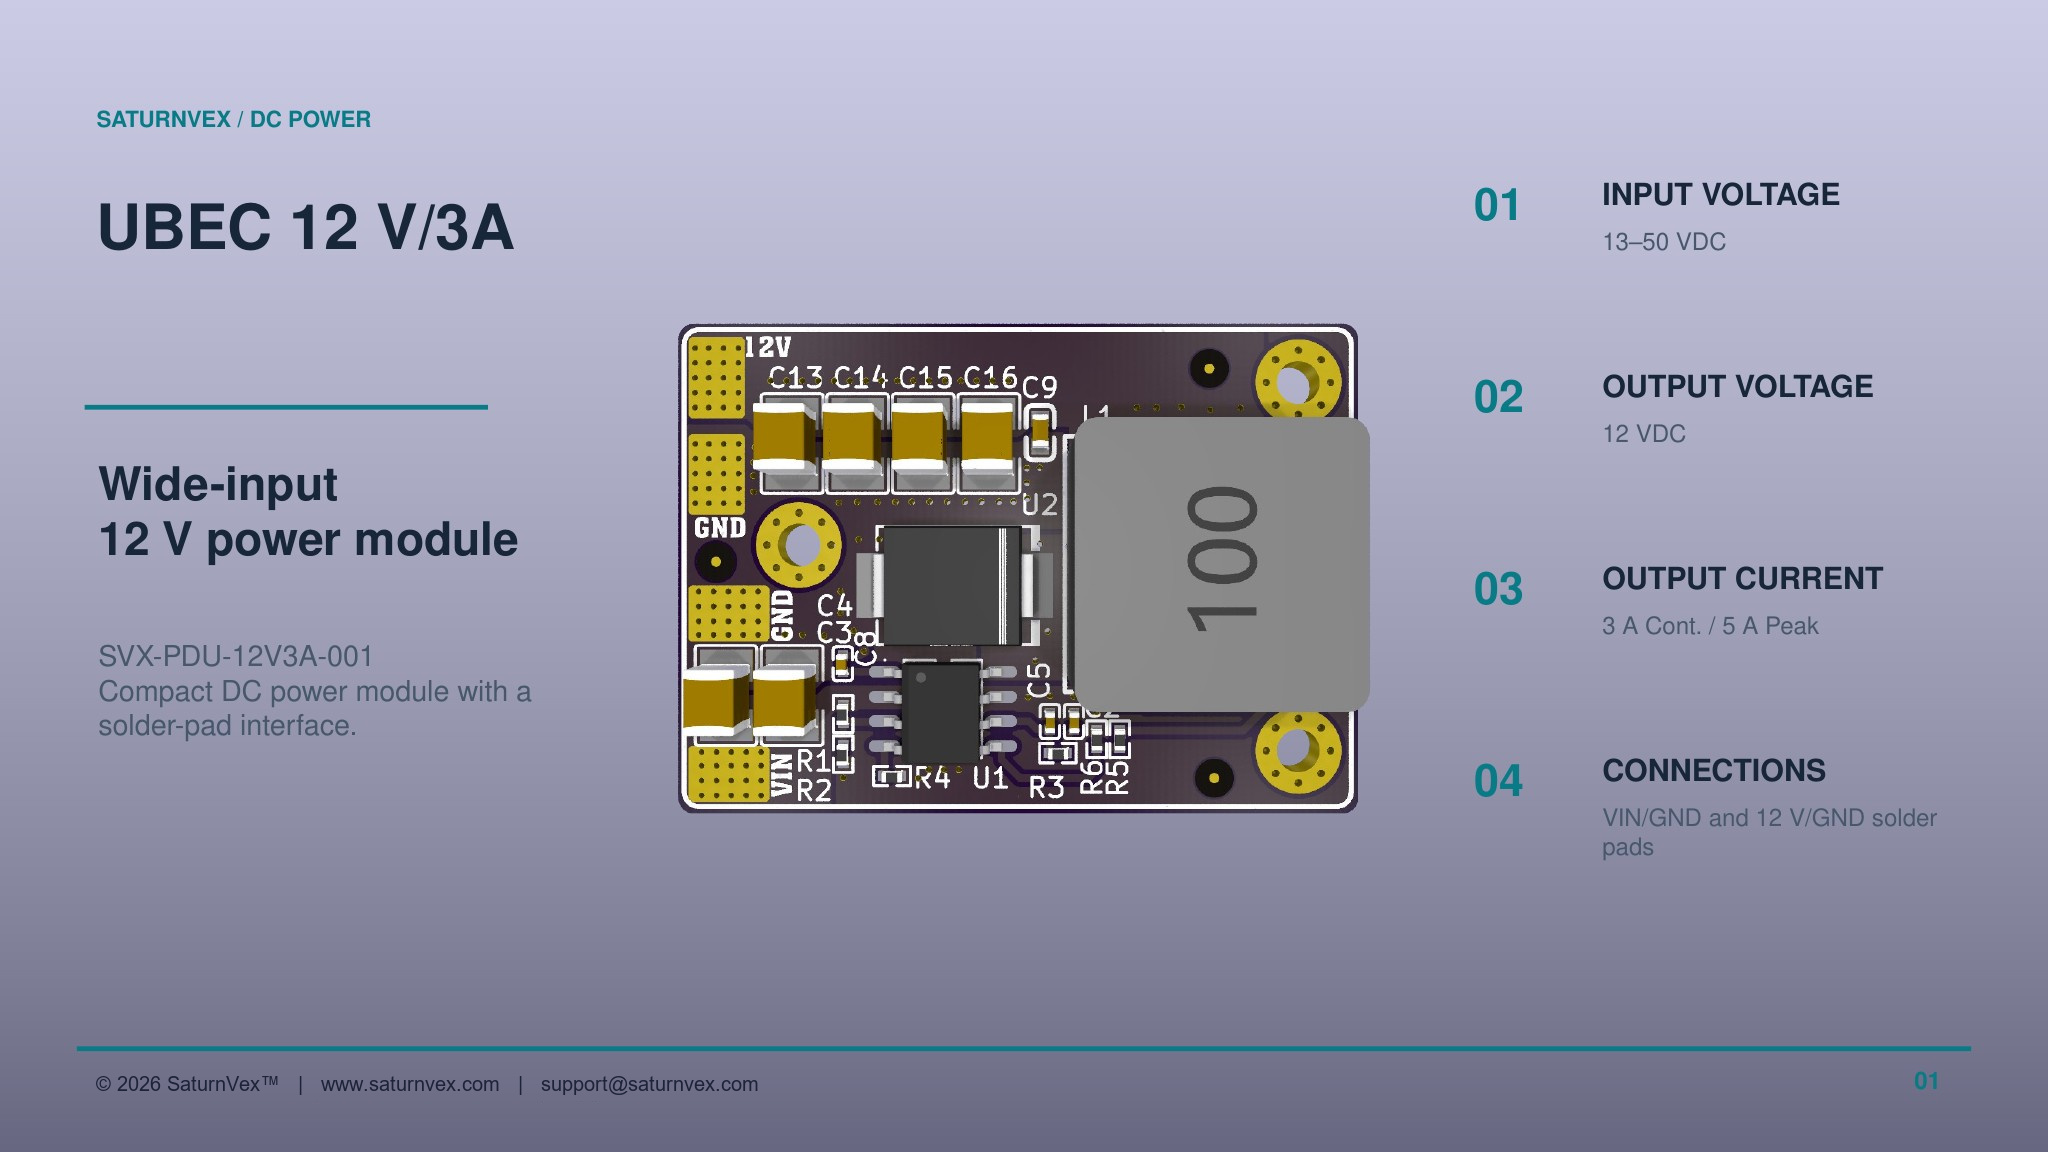 SATURNVEX / DC POWER
UBEC 12 V/3A
Wide-input
12 V power module
SVX-PDU-12V3A-001
Compact DC power module with a
solder-pad interface.
12V
C13 C14 C15 C16 C9
U2
GND
100
GND
C4
C3
C8
C5
VIN
R1
R2
R4
U1
R3
R6
R5
01
INPUT VOLTAGE
13–50 VDC
02
OUTPUT VOLTAGE
12 VDC
03
OUTPUT CURRENT
3 A Cont. / 5 A Peak
04
CONNECTIONS
VIN/GND and 12 V/GND solder
pads
© 2026 SaturnVex™ | www.saturnvex.com | support@saturnvex.com
01